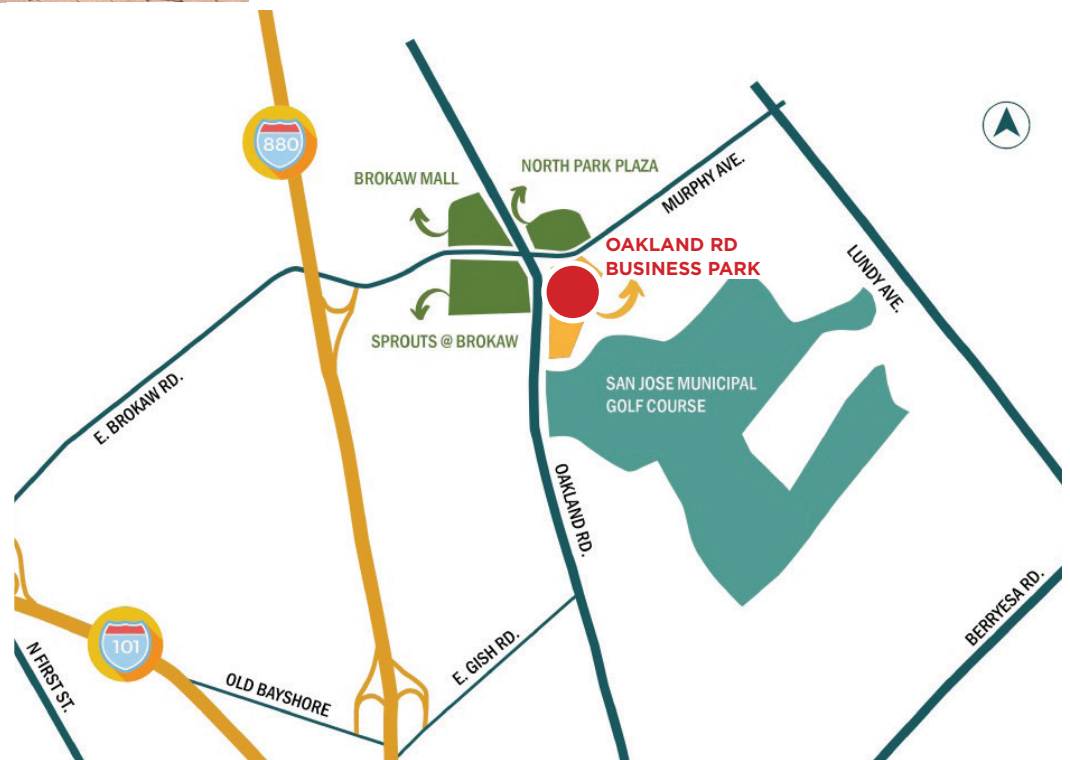 880
NORTH PARK PLAZA
BROKAW MALL
MURPHY AVE.
OAKLAND RD
BUSINESS PARK
LUNDY AVE.
SPROUTS @ BROKAW
SAN JOSE MUNICIPAL
GOLF COURSE
E. BROKAW RD.
OAKLAND RD.
BERRYESA RD.
101
E. GISH RD.
N FIRST ST.
OLD BAYSHORE